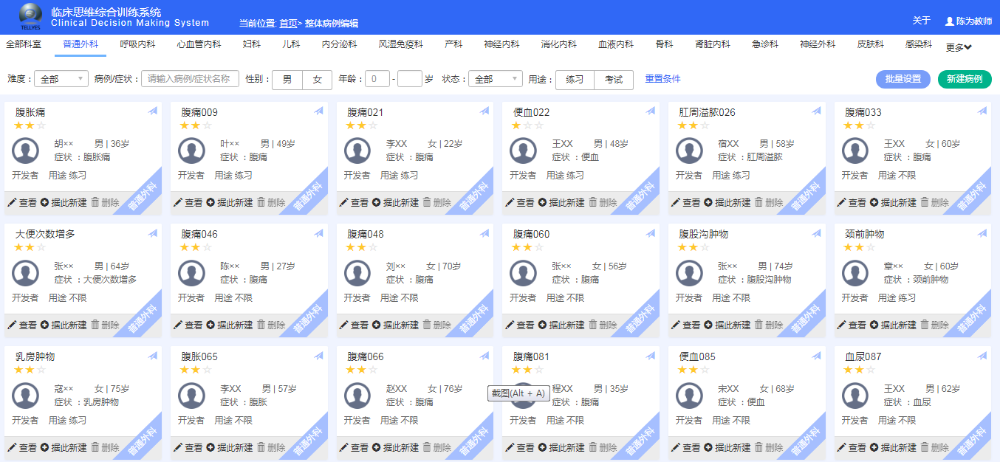 临床思维综合训练系统
TELLYES
Clinical Decision Making System
当前位置: 首页> 整体病例编辑
关于
陈为教师
全部科室 普通外科 呼吸内科 心血管内科 妇科 儿科 内分泌科 风湿免疫科 产科 神经内科 消化内科 血液内科 骨科 肾脏内科 急诊科 神经外科 皮肤科 感染科 更多
难度： 全部 病例/症状： 请输入病例/症状名称 性别： 男 女 年龄： 0 - 岁 状态： 全部 用途： 练习 考试 重置条件 批量设置 新建病例
腹胀痛 腹痛009 腹痛021 便血022 肛周溢脓026 腹痛033
胡×× 男 | 36岁 叶×× 男 | 49岁 李XX 女 | 22岁 王XX 男 | 48岁 宿XX 男 | 58岁 王XX 女 | 60岁
症状 ：腹胀痛 症状 ：腹痛 症状 ：腹痛 症状 ：便血 症状 ：肛周溢脓 症状 ：腹痛
开发者 用途 练习 开发者 用途 练习 开发者 用途 练习 开发者 用途 练习 开发者 用途 练习 开发者 用途 不限
查看 据此新建 删除 普通外科 查看 据此新建 删除 普通外科 查看 据此新建 删除 普通外科 查看 据此新建 删除 普通外科 查看 据此新建 删除 普通外科 查看 据此新建 删除 普通外科
大便次数增多 腹痛046 腹痛048 腹痛060 腹股沟肿物 颈前肿物
张×× 男 | 64岁 陈×× 男 | 27岁 刘×× 女 | 70岁 张×× 女 | 56岁 张×× 男 | 74岁 章×× 女 | 60岁
症状 ：大便次数增多 症状 ：腹痛 症状 ：腹痛 症状 ：腹痛 症状 ：腹股沟肿物 症状 ：颈前肿物
开发者 用途 不限 开发者 用途 不限 开发者 用途 不限 开发者 用途 不限 开发者 用途 不限 开发者 用途 练习
查看 据此新建 删除 普通外科 查看 据此新建 删除 普通外科 查看 据此新建 删除 普通外科 查看 据此新建 删除 普通外科 查看 据此新建 删除 普通外科 查看 据此新建 删除 普通外科
乳房肿物 腹胀065 腹痛066 腹痛081 便血085 血尿087
寇×× 女 | 75岁 李XX 男 | 57岁 赵XX 女 | 76岁 程XX 男 | 35岁 宋XX 女 | 68岁 王XX 男 | 62岁
截图(Alt + A)
症状 ：乳房肿物 症状 ：腹胀 症状 ：腹痛 症状 ：腹痛 症状 ：便血 症状 ：血尿
开发者 用途 练习 开发者 用途 不限 开发者 用途 不限 开发者 用途 不限 开发者 用途 不限 开发者 用途 不限
查看 据此新建 删除 普通外科 查看 据此新建 删除 普通外科 查看 据此新建 删除 普通外科 查看 据此新建 删除 普通外科 查看 据此新建 删除 普通外科 查看 据此新建 删除 普通外科